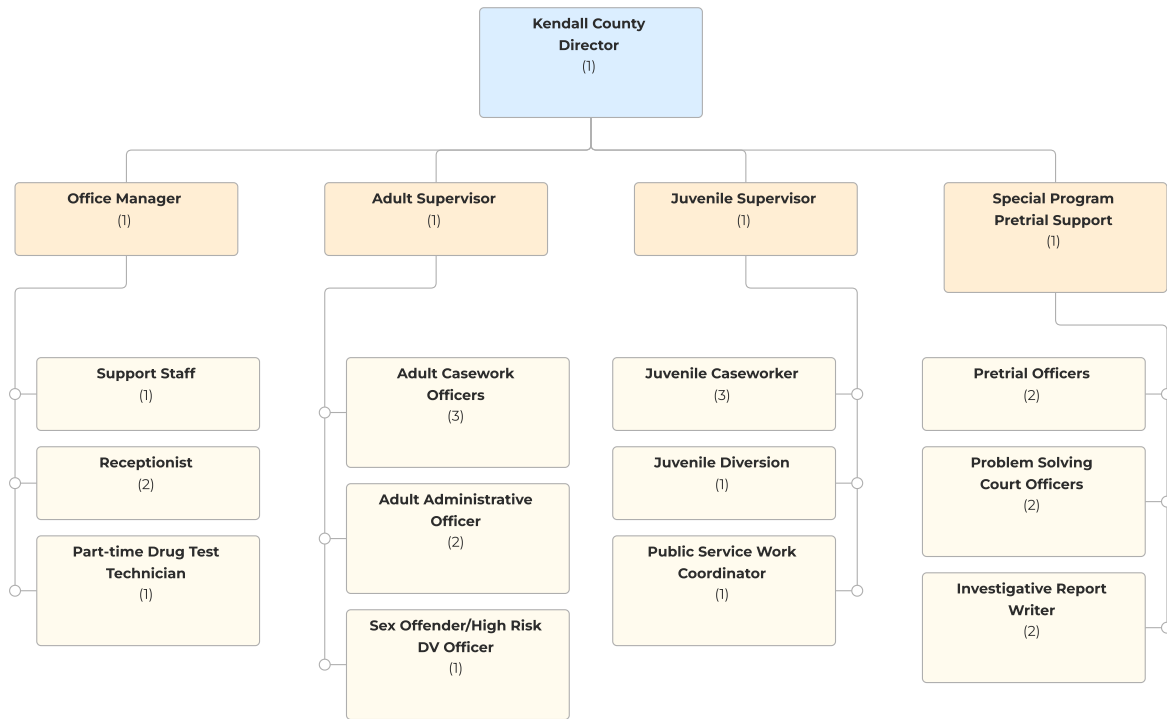 Kendall County
Director
(1)
Office Manager
(1)
Adult Supervisor
(1)
Juvenile Supervisor
(1)
Special Program
Pretrial Support
(1)
Support Staff
(1)
Receptionist
(2)
Part-time Drug Test
Technician
(1)
Adult Casework
Officers
(3)
Adult Administrative
Officer
(2)
Sex Offender/High Risk
DV Officer
(1)
Juvenile Caseworker
(3)
Juvenile Diversion
(1)
Public Service Work
Coordinator
(1)
Pretrial Officers
(2)
Problem Solving
Court Officers
(2)
Investigative Report
Writer
(2)